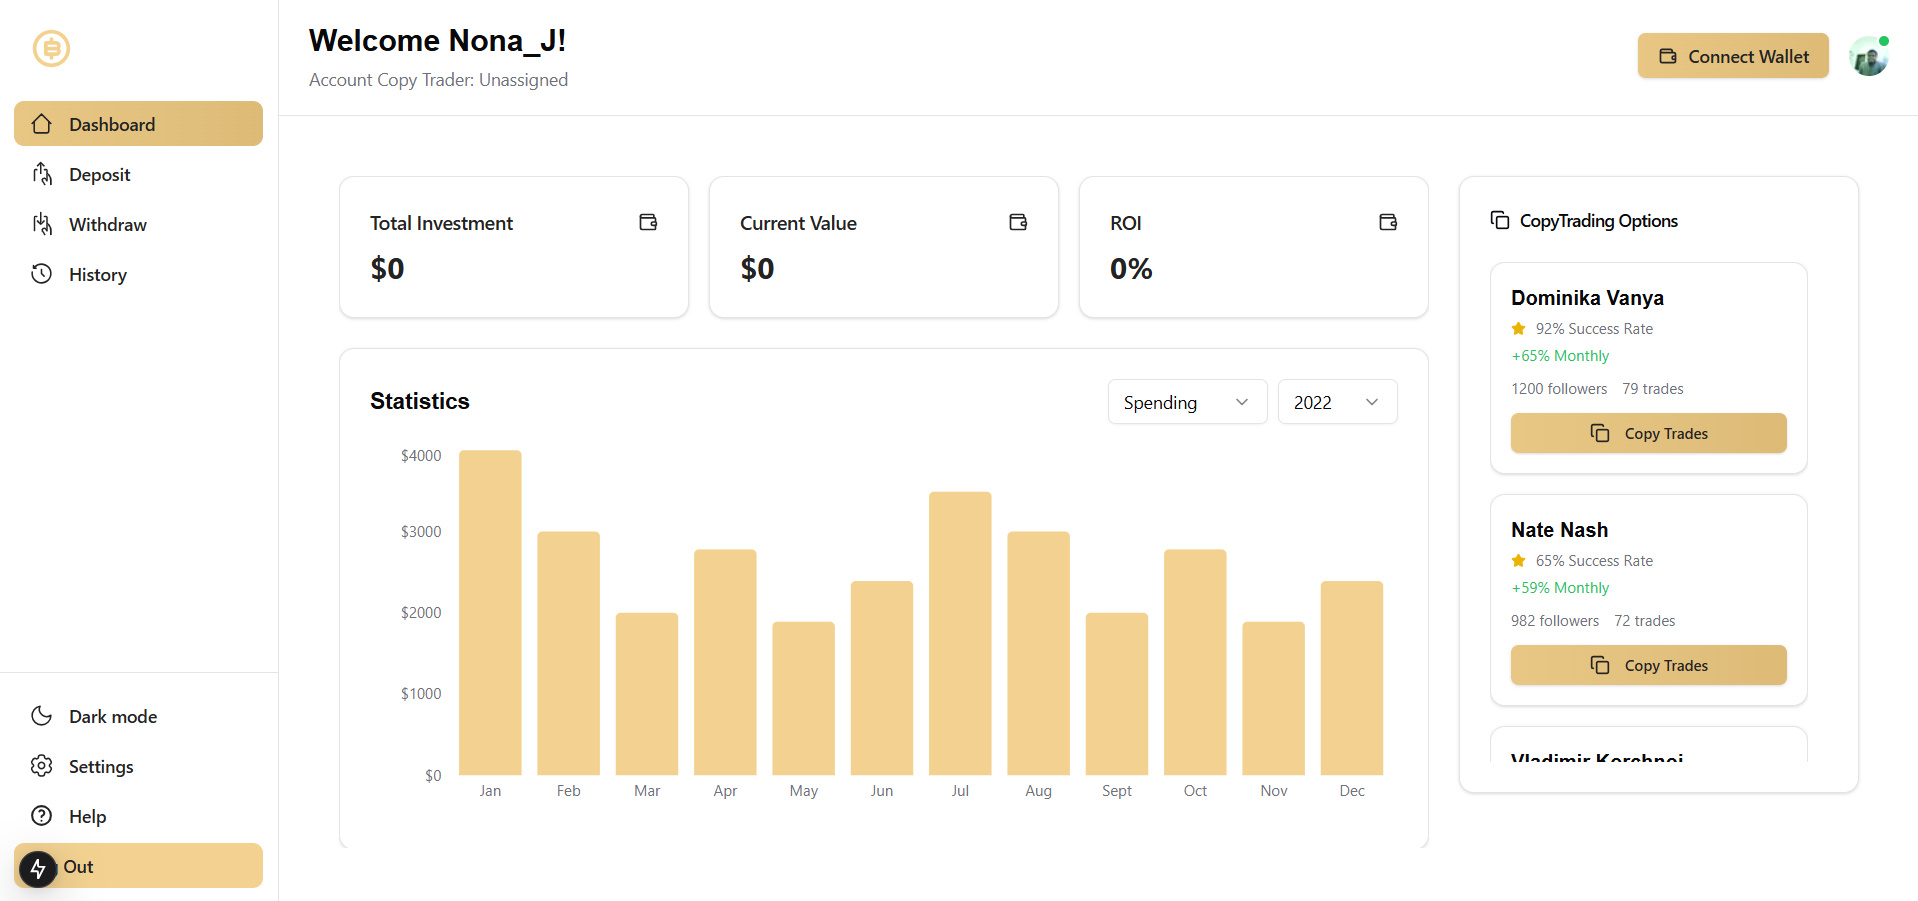 Welcome Nona_J!
Account Copy Trader: Unassigned
Connect Wallet
Dashboard
Deposit
Withdraw
History
Dark mode
Settings
Help
Out
Total Investment
$0
Current Value
$0
ROI
0%
Statistics
Spending
2022
$4000
$3000
$2000
$1000
$0
Jan Feb Mar Apr May Jun Jul Aug Sept Oct Nov Dec
CopyTrading Options
Dominika Vanya
92% Success Rate
+65% Monthly
1200 followers 79 trades
Copy Trades
Nate Nash
65% Success Rate
+59% Monthly
982 followers 72 trades
Copy Trades
Vladimir